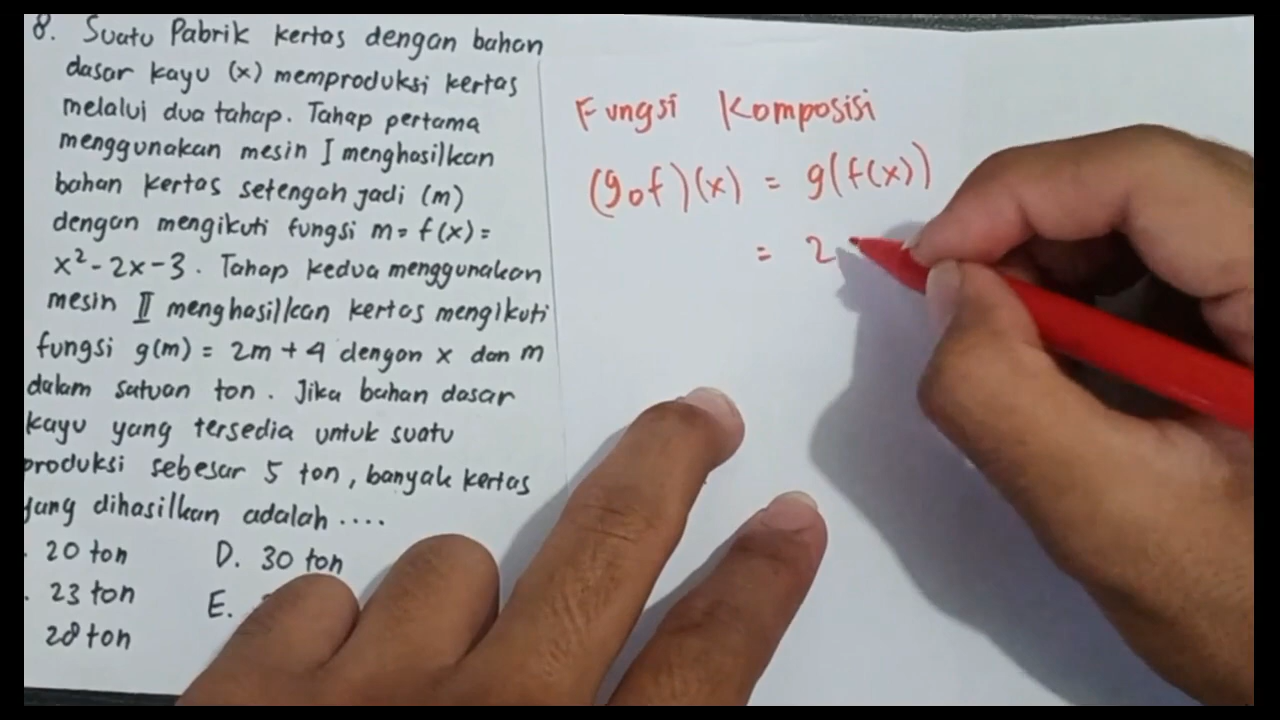 8. Suatu Pabrik kertas dengan bahan
dasar kayu (x) memproduksi kertas
melalui dua tahap. Tahap pertama
menggunakan mesin I menghasilkan
bahan kertas setengah jadi (m)
dengan mengikuti fungsi m = f(x) =
x² - 2x - 3. Tahap kedua menggunakan
mesin II menghasilkan kertas mengikuti
fungsi g(m) = 2m + 4 dengan x dan m
dalam satuan ton. Jika bahan dasar
kayu yang tersedia untuk suatu
produksi sebesar 5 ton, banyak kertas
yang dihasilkan adalah ....
. 20 ton
. 23 ton
28 ton
D. 30 ton
E.
Fungsi Komposisi
(gof)(x) = g(f(x))
= 2